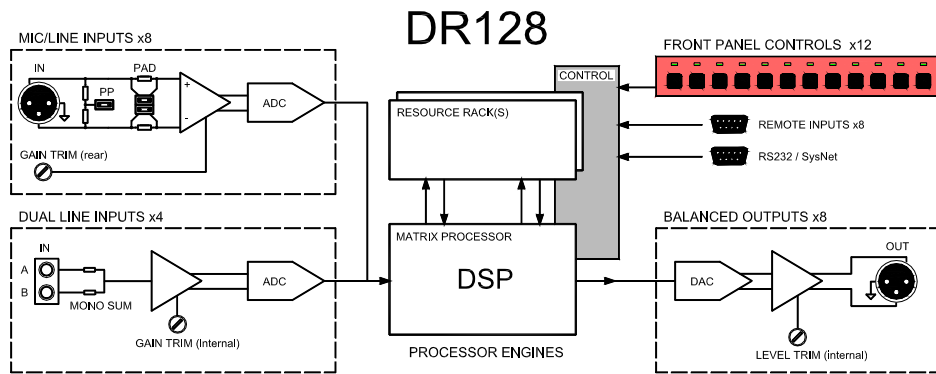 DR128
MIC/LINE INPUTS x8
IN
PAD
PP
+
-
ADC
GAIN TRIM (rear)
DUAL LINE INPUTS x4
IN
A
B
MONO SUM
ADC
GAIN TRIM (Internal)
CONTROL
RESOURCE RACK(S)
MATRIX PROCESSOR
DSP
PROCESSOR ENGINES
FRONT PANEL CONTROLS x12
REMOTE INPUTS x8
RS232 / SysNet
BALANCED OUTPUTS x8
OUT
DAC
LEVEL TRIM (internal)